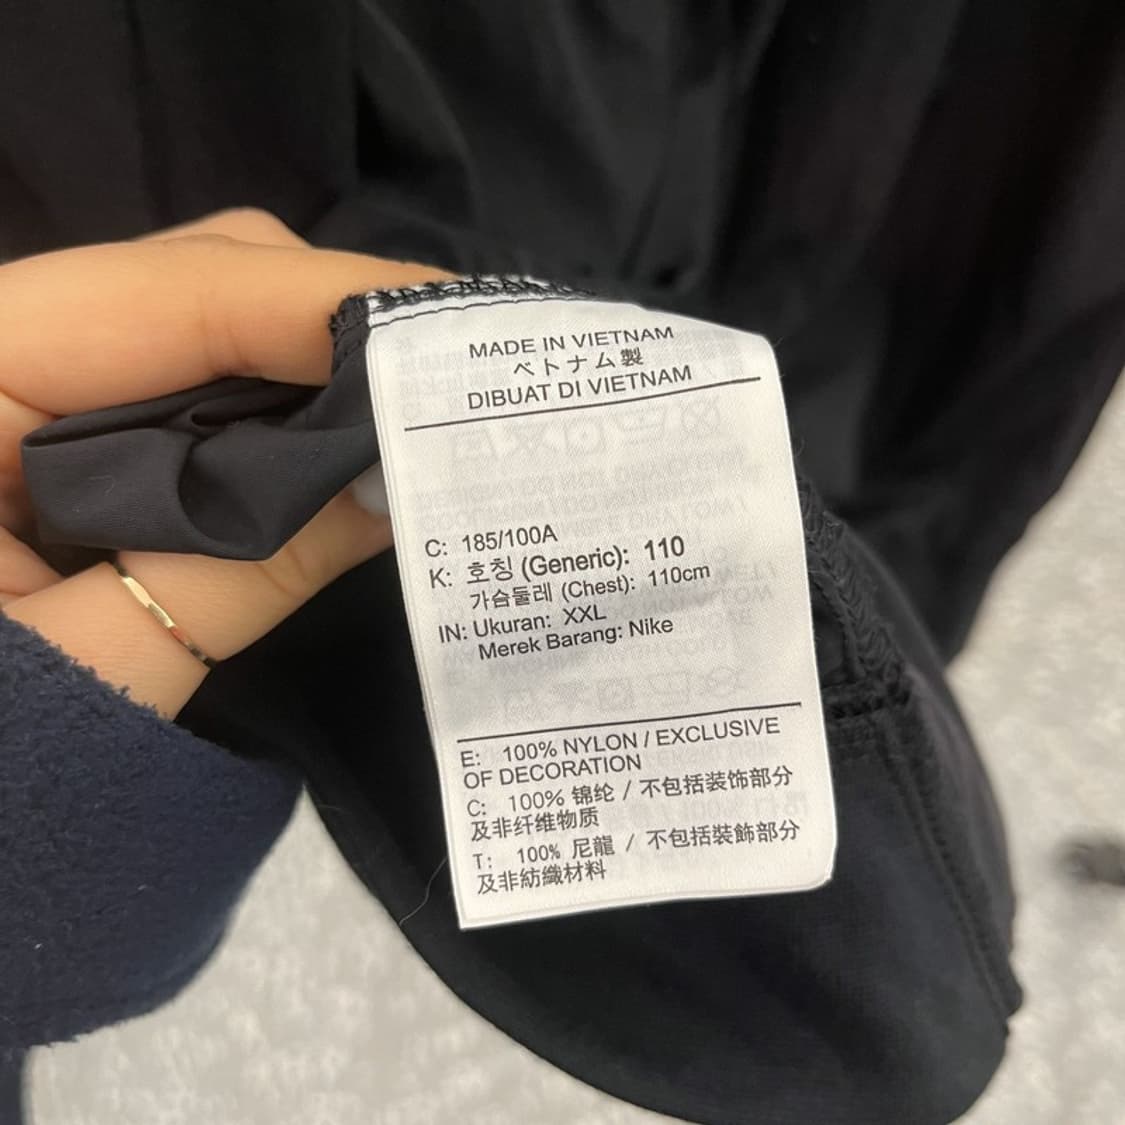 MADE IN VIETNAM
ベトナム製
DIBUAT DI VIETNAM
C: 185/100A
K: 호칭 (Generic): 110
가슴둘레 (Chest): 110cm
IN: Ukuran: XXL
Merek Barang: Nike
E: 100% NYLON / EXCLUSIVE
OF DECORATION
C: 100% 锦纶 / 不包括装饰部分
及非纤维物质
T: 100% 尼龍 / 不包括裝飾部分
及非紡織材料